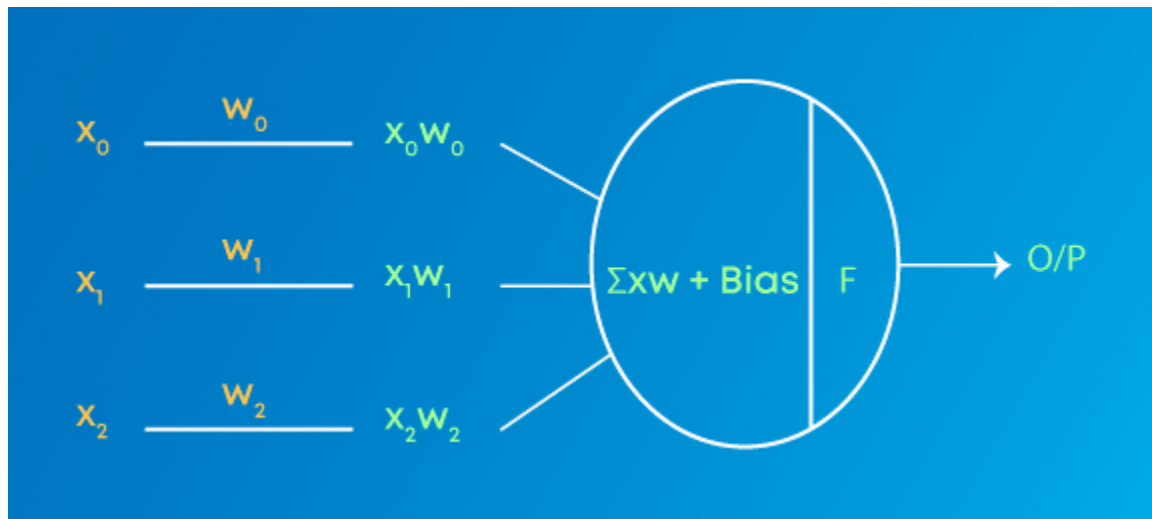 w₀
x₀ x₀w₀
w₁
x₁ x₁w₁ Σxw + Bias F O/P
w₂
x₂ x₂w₂